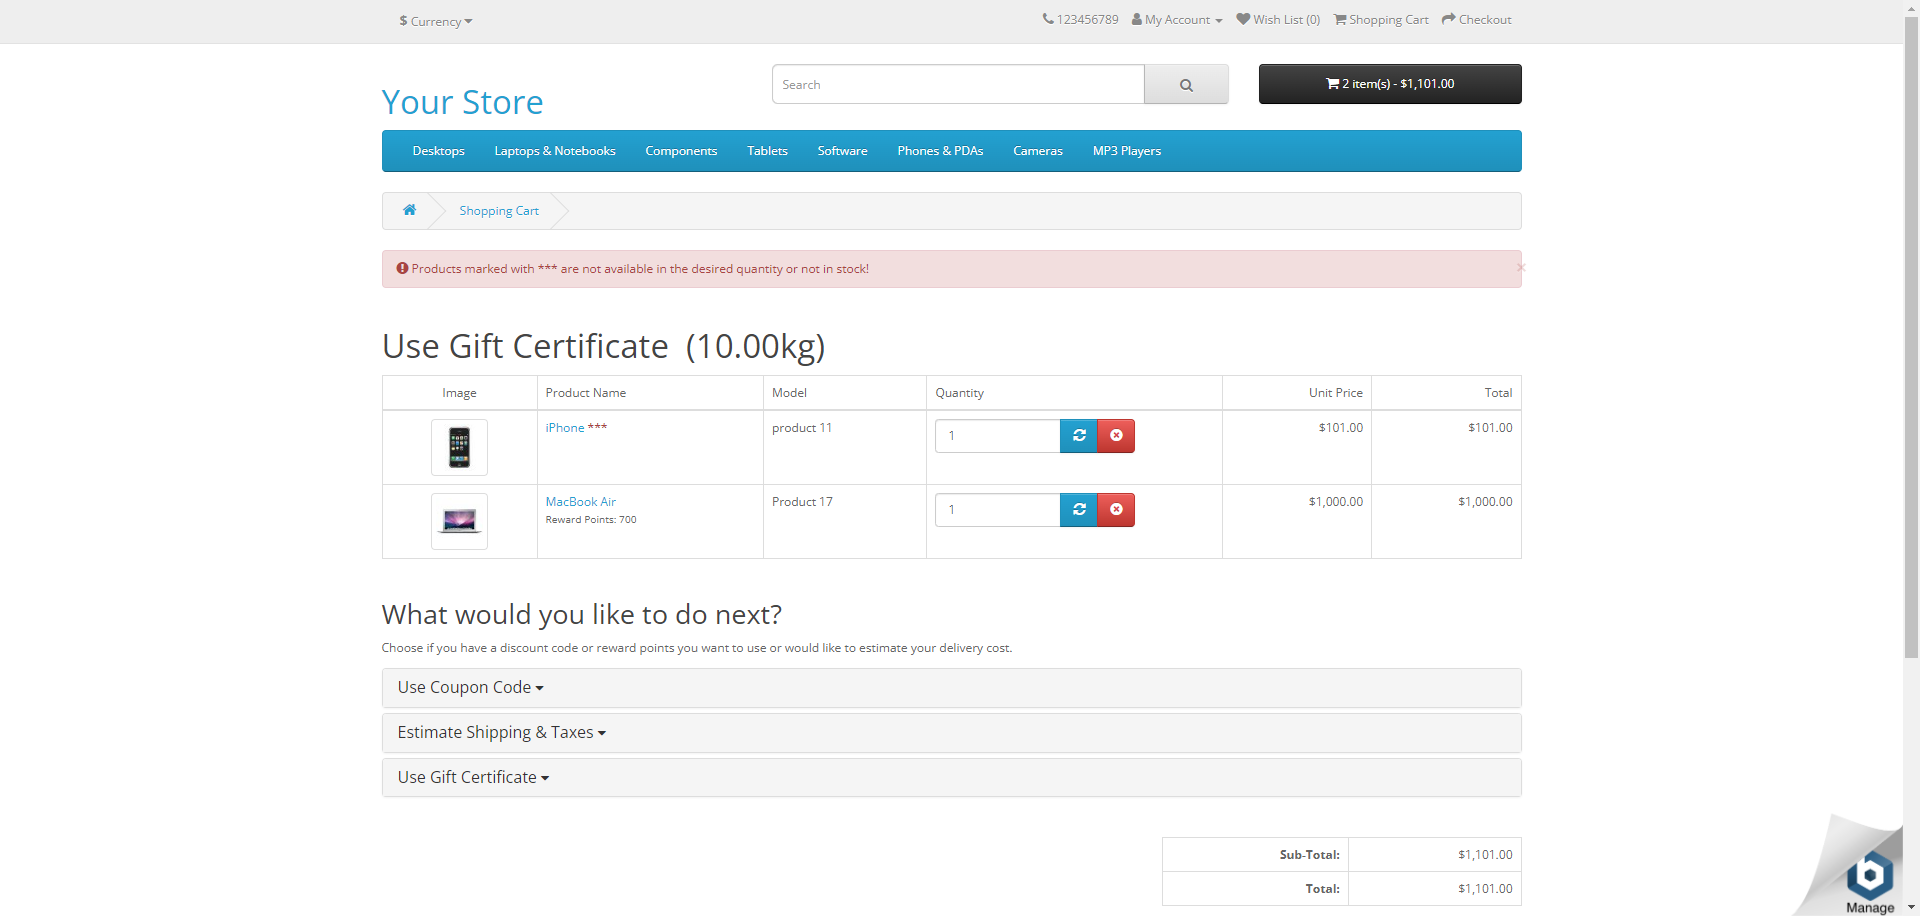 $ Currency
123456789 My Account Wish List (0) Shopping Cart Checkout
Your Store
Search
2 item(s) - $1,101.00
Desktops Laptops & Notebooks Components Tablets Software Phones & PDAs Cameras MP3 Players
Shopping Cart
Products marked with *** are not available in the desired quantity or not in stock!
×
Use Gift Certificate (10.00kg)
Image Product Name Model Quantity Unit Price Total
iPhone *** product 11 1 $101.00 $101.00
MacBook Air Product 17 1 $1,000.00 $1,000.00
Reward Points: 700
What would you like to do next?
Choose if you have a discount code or reward points you want to use or would like to estimate your delivery cost.
Use Coupon Code
Estimate Shipping & Taxes
Use Gift Certificate
Sub-Total: $1,101.00
Total: $1,101.00
Manage